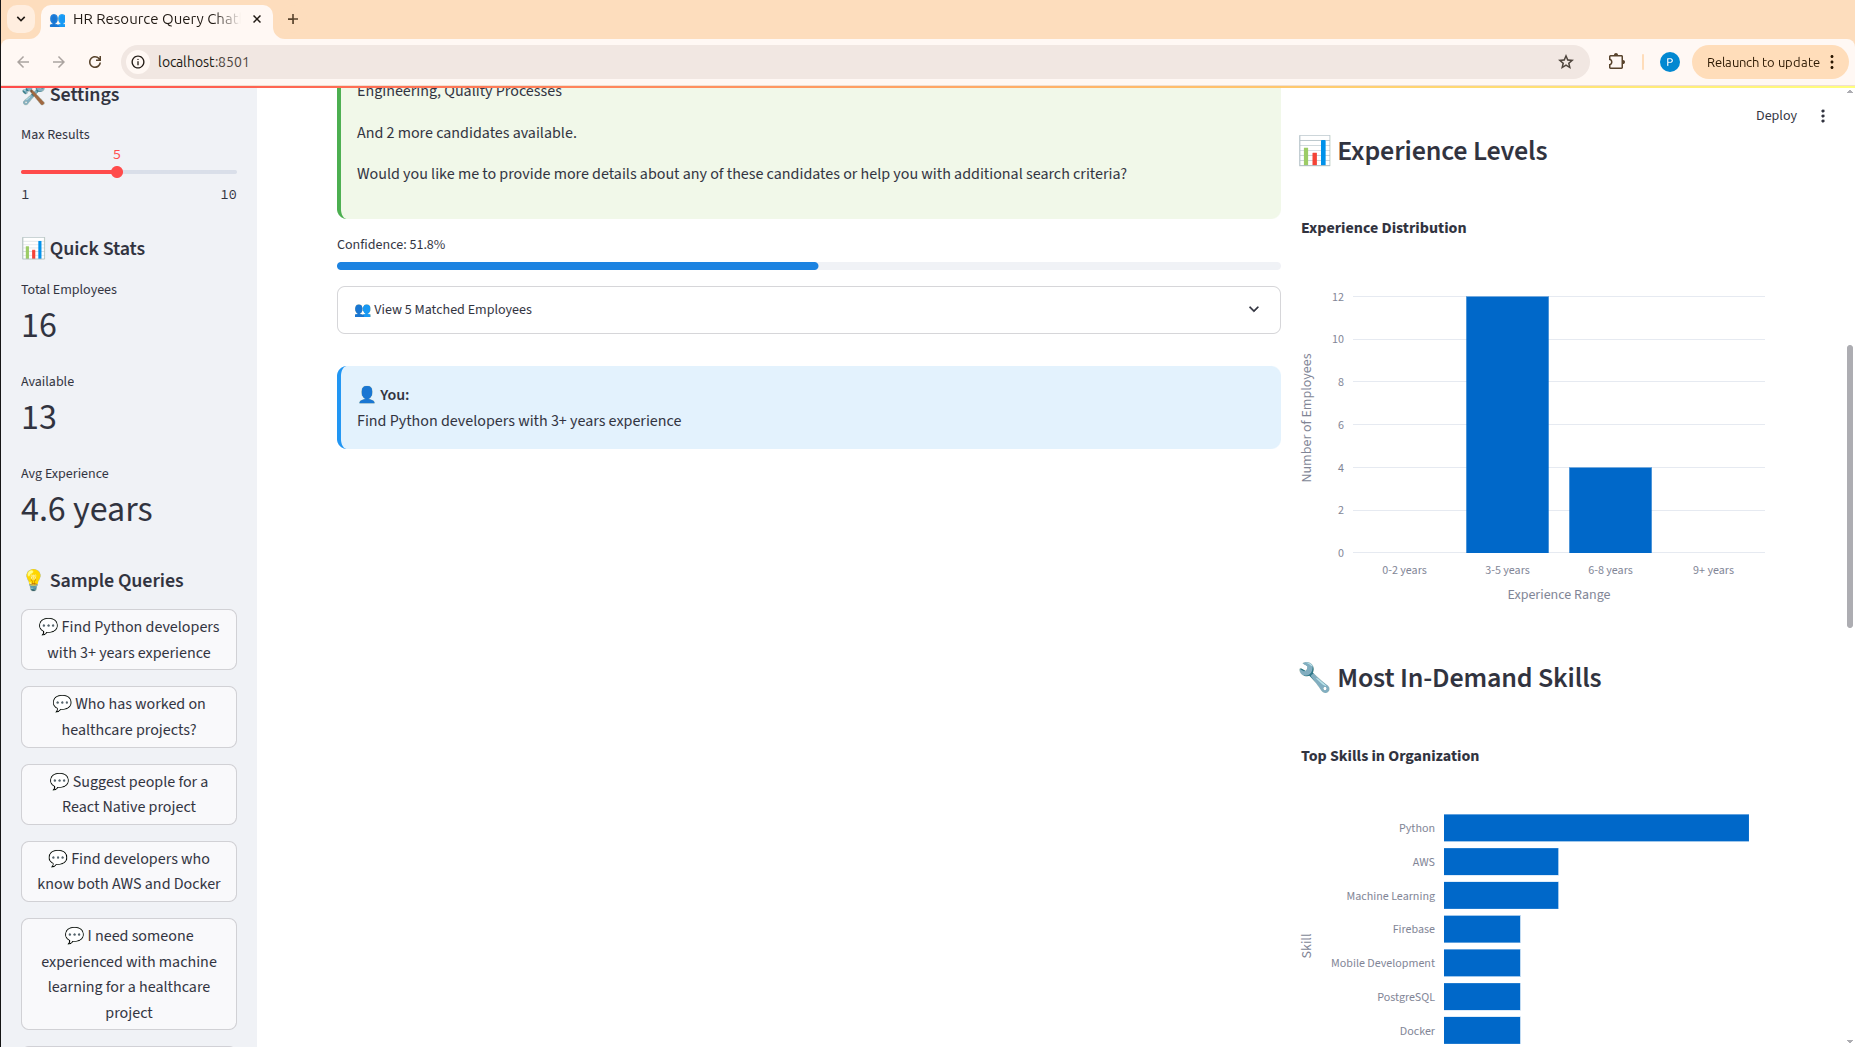 HR Resource Query Chat
localhost:8501
P
Relaunch to update
🛠️ Settings
Max Results
5
1
10
📊 Quick Stats
Total Employees
16
Available
13
Avg Experience
4.6 years
💡 Sample Queries
💬 Find Python developers
with 3+ years experience
💬 Who has worked on
healthcare projects?
💬 Suggest people for a
React Native project
💬 Find developers who
know both AWS and Docker
💬 I need someone
experienced with machine
learning for a healthcare
project
Engineering, Quality Processes
And 2 more candidates available.
Would you like me to provide more details about any of these candidates or help you with additional search criteria?
Confidence: 51.8%
👥 View 5 Matched Employees
👤 You:
Find Python developers with 3+ years experience
Deploy
📊 Experience Levels
Experience Distribution
Number of Employees
12
10
8
6
4
2
0
0-2 years
3-5 years
6-8 years
9+ years
Experience Range
🔧 Most In-Demand Skills
Top Skills in Organization
Skill
Python
AWS
Machine Learning
Firebase
Mobile Development
PostgreSQL
Docker